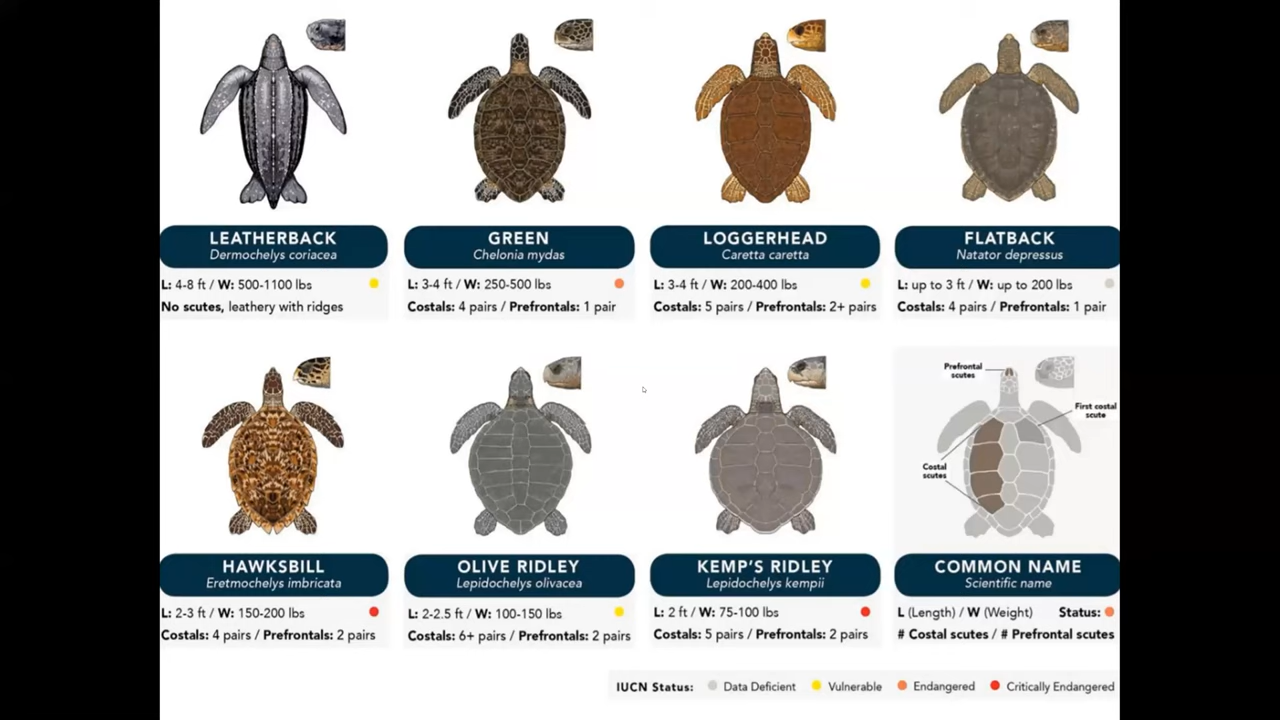 LEATHERBACK
Dermochelys coriacea
L: 4-8 ft / W: 500-1100 lbs
No scutes, leathery with ridges
GREEN
Chelonia mydas
L: 3-4 ft / W: 250-500 lbs
Costals: 4 pairs / Prefrontals: 1 pair
LOGGERHEAD
Caretta caretta
L: 3-4 ft / W: 200-400 lbs
Costals: 5 pairs / Prefrontals: 2+ pairs
FLATBACK
Natator depressus
L: up to 3 ft / W: up to 200 lbs
Costals: 4 pairs / Prefrontals: 1 pair
HAWKSBILL
Eretmochelys imbricata
L: 2-3 ft / W: 150-200 lbs
Costals: 4 pairs / Prefrontals: 2 pairs
OLIVE RIDLEY
Lepidochelys olivacea
L: 2-2.5 ft / W: 100-150 lbs
Costals: 6+ pairs / Prefrontals: 2 pairs
KEMP'S RIDLEY
Lepidochelys kempii
L: 2 ft / W: 75-100 lbs
Costals: 5 pairs / Prefrontals: 2 pairs
Prefrontal
scutes
First costal
scute
Costal
scutes
COMMON NAME
Scientific name
L (Length) / W (Weight) Status:
# Costal scutes / # Prefrontal scutes
IUCN Status: Data Deficient Vulnerable Endangered Critically Endangered